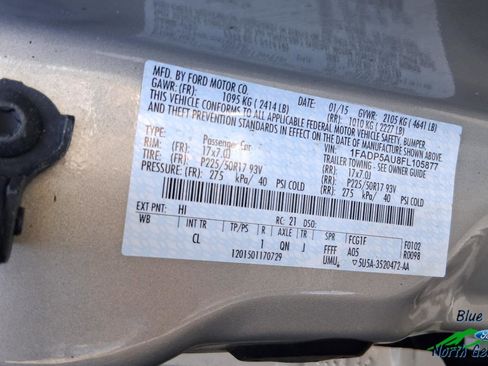 MFD. BY FORD MOTOR CO.
DATE: 01/15 GVWR: 2105 KG (4641 LB)
GAWR: (FR): 1095 KG (2414 LB) (RR): 1010 KG (2227 LB)
THIS VEHICLE CONFORMS TO ALL APPLICABLE FEDERAL MOTOR VEHICLE SAFETY, BUMPER,
AND THEFT PREVENTION STANDARDS IN EFFECT ON THE DATE OF MANUFACTURE SHOWN ABOVE.
VIN: 1FADP5AU8FL105877
TYPE: Passenger Car TRAILER TOWING - SEE OWNER GUIDE
RIM: (FR): 17x7.0J (RR): 17x7.0J
TIRE: (FR): P225/50R17 93V (RR): P225/50R17 93V
PRESSURE: (FR): 275 kPa/ 40 PSI COLD (RR): 275 kPa/ 40 PSI COLD
EXT PNT: HI RC: 21 DSO:
WB INT TR TP/PS R AXLE TR SPR FCG1F F0102
CL 1 QN J FFFF A05 R0098
1201501170729 UMU ▽5U5A-3520472-AA
Blue
Ford
North Ge